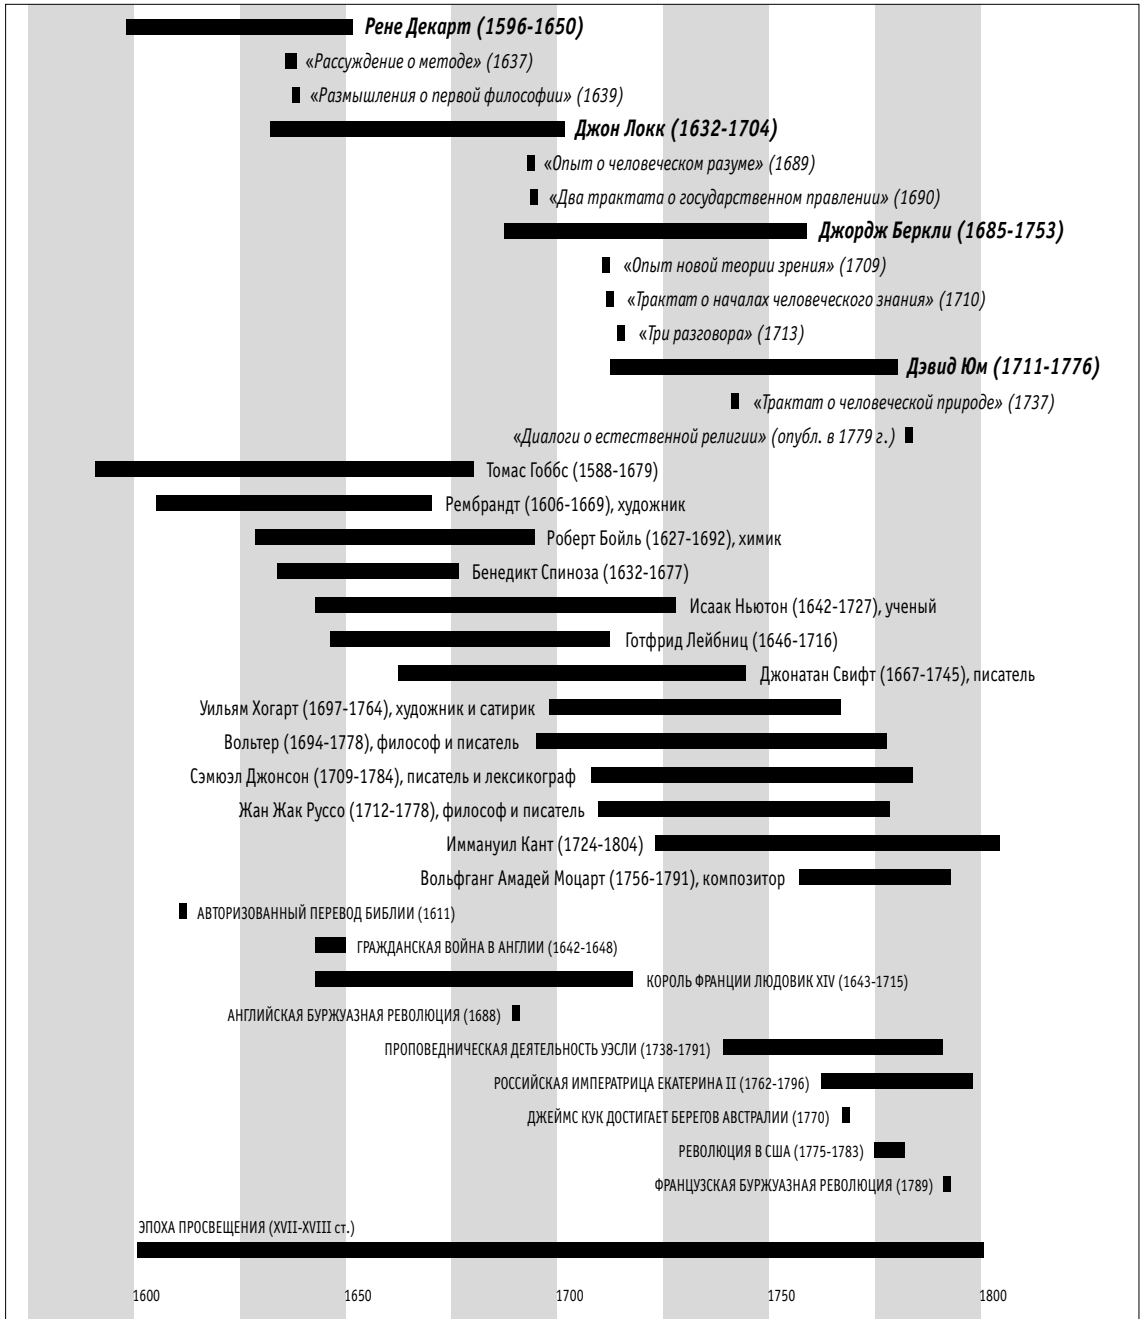 Рене Декарт (1596-1650)
«Рассуждение о методе» (1637)
«Размышления о первой философии» (1639)
Джон Локк (1632-1704)
«Опыт о человеческом разуме» (1689)
«Два трактата о государственном правлении» (1690)
Джордж Беркли (1685-1753)
«Опыт новой теории зрения» (1709)
«Трактат о началах человеческого знания» (1710)
«Три разговора» (1713)
Дэвид Юм (1711-1776)
«Трактат о человеческой природе» (1737)
«Диалоги о естественной религии» (опубл. в 1779 г.)
Томас Гоббс (1588-1679)
Рембрандт (1606-1669), художник
Роберт Бойль (1627-1692), химик
Бенедикт Спиноза (1632-1677)
Исаак Ньютон (1642-1727), ученый
Готфрид Лейбниц (1646-1716)
Джонатан Свифт (1667-1745), писатель
Уильям Хогарт (1697-1764), художник и сатирик
Вольтер (1694-1778), философ и писатель
Сэмюэл Джонсон (1709-1784), писатель и лексикограф
Жан Жак Руссо (1712-1778), философ и писатель
Иммануил Кант (1724-1804)
Вольфганг Амадей Моцарт (1756-1791), композитор
АВТОРИЗОВАННЫЙ ПЕРЕВОД БИБЛИИ (1611)
ГРАЖДАНСКАЯ ВОЙНА В АНГЛИИ (1642-1648)
КОРОЛЬ ФРАНЦИИ ЛЮДОВИК XIV (1643-1715)
АНГЛИЙСКАЯ БУРЖУАЗНАЯ РЕВОЛЮЦИЯ (1688)
ПРОПОВЕДНИЧЕСКАЯ ДЕЯТЕЛЬНОСТЬ УЭСЛИ (1738-1791)
РОССИЙСКАЯ ИМПЕРАТРИЦА ЕКАТЕРИНА II (1762-1796)
ДЖЕЙМС КУК ДОСТИГАЕТ БЕРЕГОВ АВСТРАЛИИ (1770)
РЕВОЛЮЦИЯ В США (1775-1783)
ФРАНЦУЗСКАЯ БУРЖУАЗНАЯ РЕВОЛЮЦИЯ (1789)
ЭПОХА ПРОСВЕЩЕНИЯ (XVII-XVIII ст.)
1600 1650 1700 1750 1800